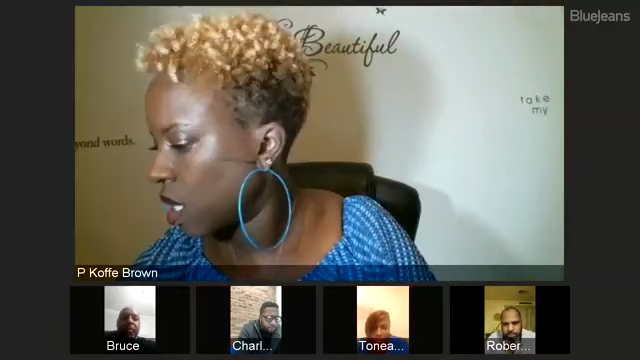 BlueJeans
Beautiful
take
my
yond words.
P Koffe Brown
Bruce
Charl...
Tonea...
Rober...